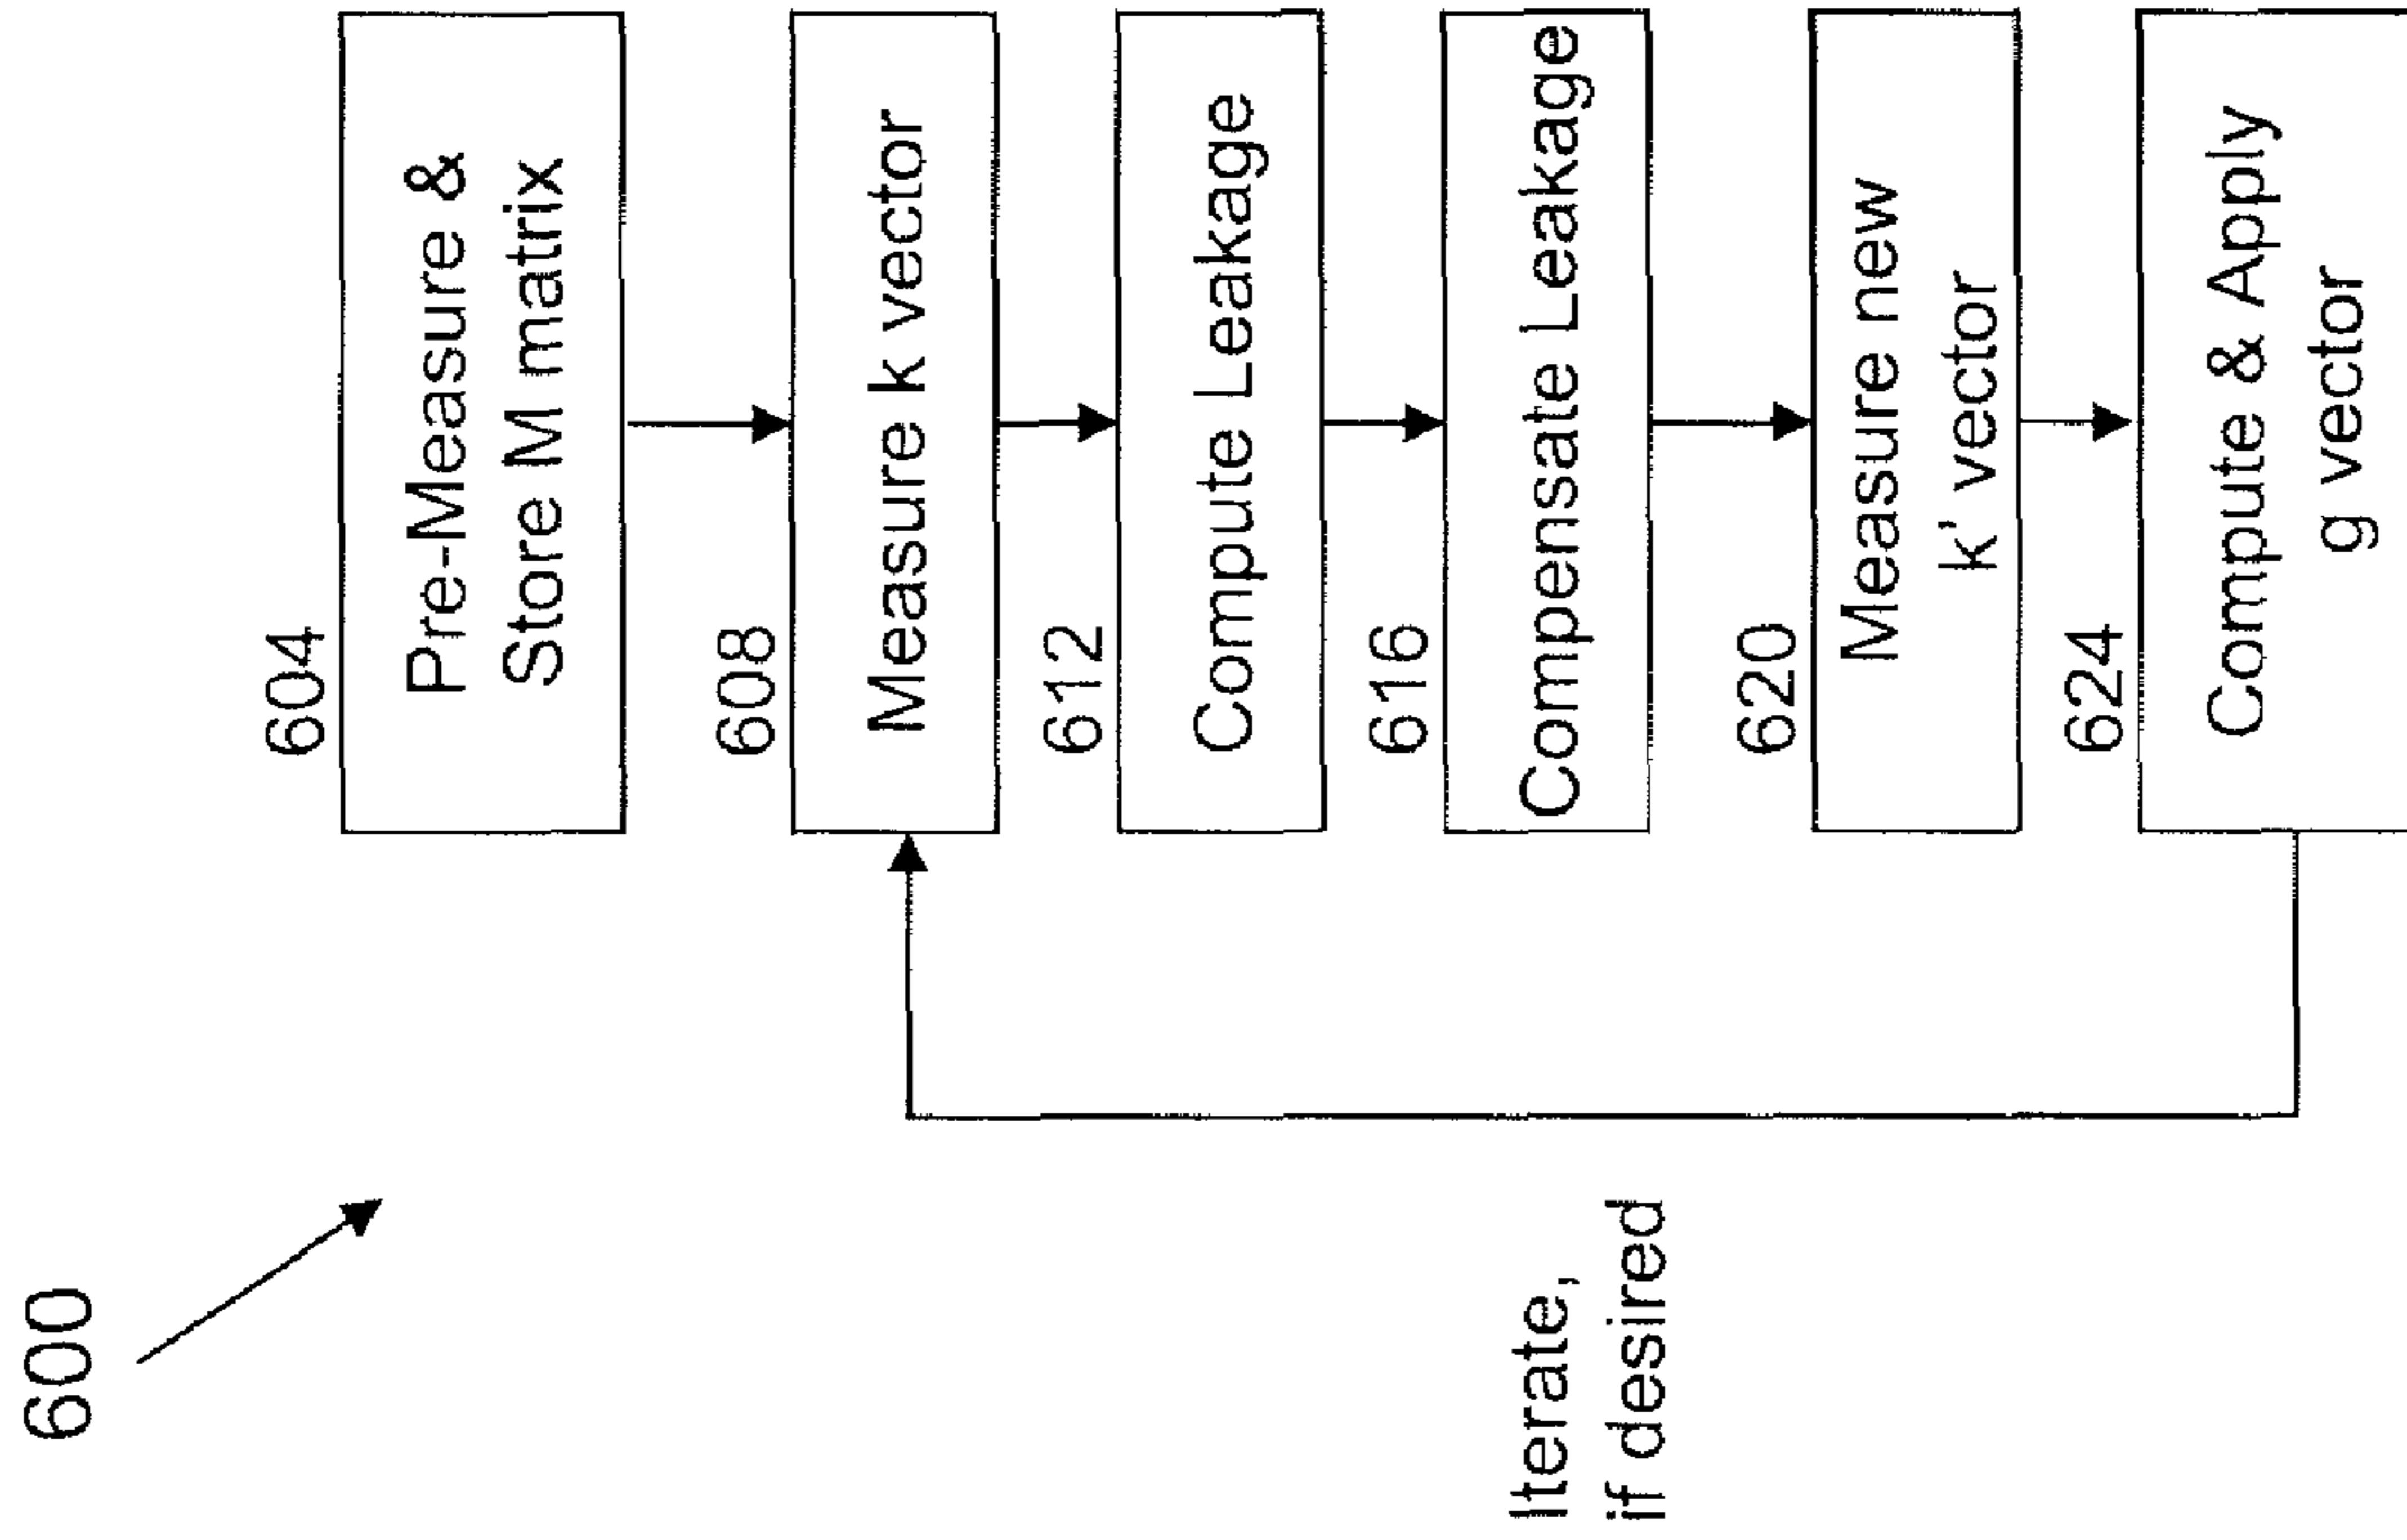 600
604
Pre-Measure &
Store M matrix
608
Measure k vector
612
Compute Leakage
616
Compensate Leakage
620
Measure new
k' vector
624
Compute & Apply
g vector
Iterate,
if desired